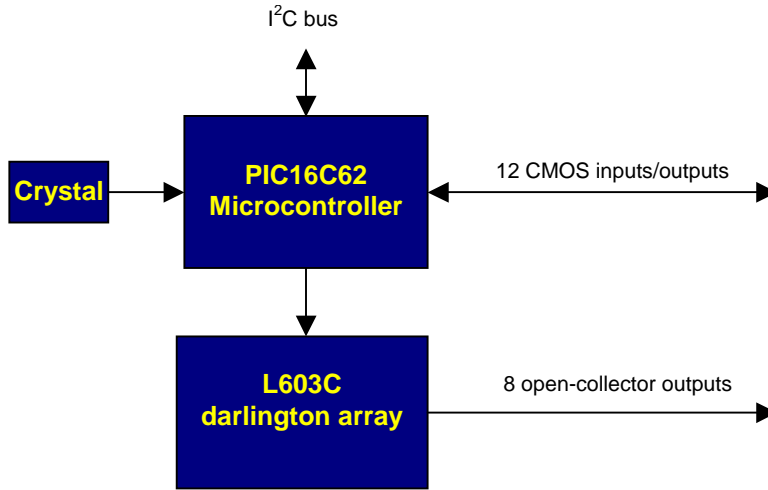 I²C bus
PIC16C62
Microcontroller
Crystal
12 CMOS inputs/outputs
L603C
darlington array
8 open-collector outputs